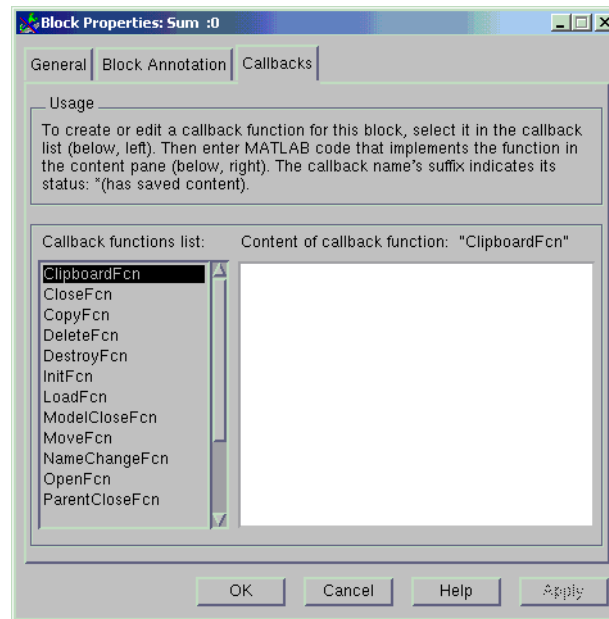 Block Properties: Sum :0
General Block Annotation Callbacks
Usage
To create or edit a callback function for this block, select it in the callback
list (below, left). Then enter MATLAB code that implements the function in
the content pane (below, right). The callback name's suffix indicates its
status: *(has saved content).
Callback functions list: Content of callback function: "ClipboardFcn"
ClipboardFcn
CloseFcn
CopyFcn
DeleteFcn
DestroyFcn
InitFcn
LoadFcn
ModelCloseFcn
MoveFcn
NameChangeFcn
OpenFcn
ParentCloseFcn
OK Cancel Help Apply